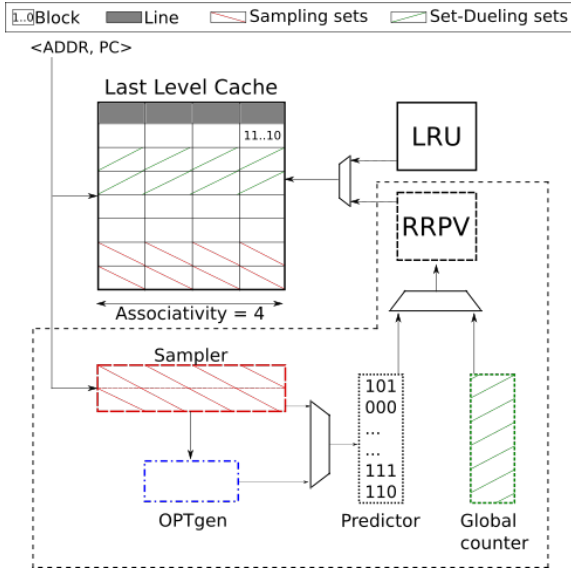 1..0 Block Line Sampling sets Set-Dueling sets
<ADDR, PC>
Last Level Cache
11..10
LRU
RRPV
Associativity = 4
Sampler
101
000
...
...
111
110
OPTgen
Predictor
Global
counter